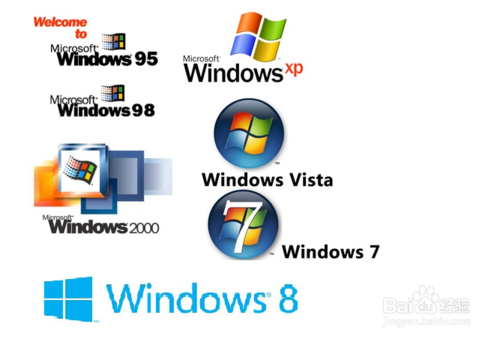 Welcome
to
Microsoft
Windows 95
Microsoft
Windows 98
Microsoft
Windows 2000
Microsoft
Windows xp
Windows Vista
7
Windows 7
Windows 8
Baidu 经验
jingyan.baidu.com